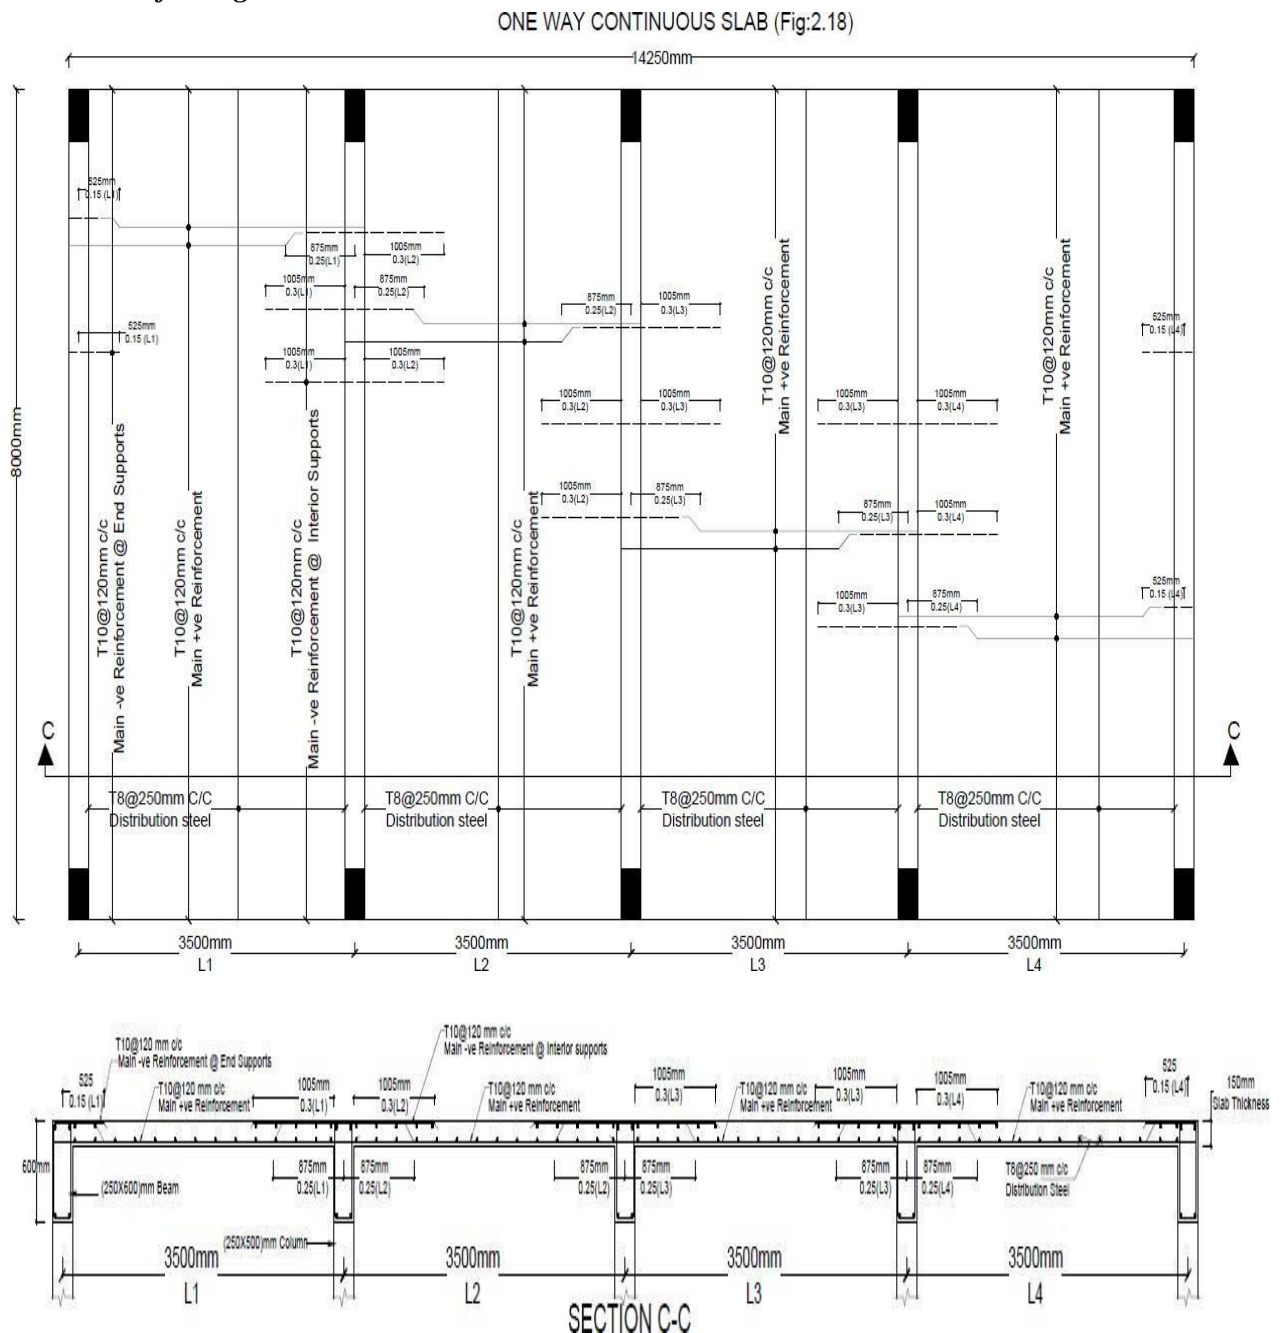 ONE WAY CONTINUOUS SLAB (Fig:2.18)
14250mm
8000mm
525mm
0.15 (L1)
875mm
0.25(L1)
1005mm
0.3(L2)
1005mm
0.3(L1)
875mm
0.25(L2)
875mm
0.25(L2)
1005mm
0.3(L3)
525mm
0.15 (L1)
525mm
0.15 (L4)
1005mm
0.3(L1)
1005mm
0.3(L2)
1005mm
0.3(L2)
1005mm
0.3(L3)
1005mm
0.3(L3)
1005mm
0.3(L4)
1005mm
0.3(L2)
875mm
0.25(L3)
875mm
0.25(L3)
1005mm
0.3(L4)
1005mm
0.3(L3)
875mm
0.25(L4)
525mm
0.15 (L4)
T10@120mm c/c
Main -ve Reinforcement @ End Supports
T10@120mm c/c
Main +ve Reinforcement
T10@120mm c/c
Main -ve Reinforcement @ Interior Supports
T10@120mm c/c
Main +ve Reinforcement
T10@120mm c/c
Main +ve Reinforcement
T10@120mm c/c
Main +ve Reinforcement
C
C
T8@250mm C/C
Distribution steel
T8@250mm C/C
Distribution steel
T8@250mm C/C
Distribution steel
T8@250mm C/C
Distribution steel
3500mm
L1
3500mm
L2
3500mm
L3
3500mm
L4
T10@120 mm c/c
Main -ve Reinforcement @ End Supports
T10@120 mm c/c
Main -ve Reinforcement @ Interior supports
525
0.15 (L1)
T10@120 mm c/c
Main +ve Reinforcement
1005mm
0.3(L1)
1005mm
0.3(L2)
T10@120 mm c/c
Main +ve Reinforcement
1005mm
0.3(L3)
T10@120 mm c/c
Main +ve Reinforcement
1005mm
0.3(L3)
1005mm
0.3(L4)
T10@120 mm c/c
Main +ve Reinforcement
525
0.15 (L4)
150mm
Slab Thickness
600mm
(250X500)mm Beam
875mm
0.25(L1)
875mm
0.25(L2)
875mm
0.25(L2)
875mm
0.25(L3)
875mm
0.25(L3)
875mm
0.25(L4)
T8@250 mm c/c
Distribution Steel
(250X500)mm Column
3500mm
L1
3500mm
L2
3500mm
L3
3500mm
L4
SECTION C-C